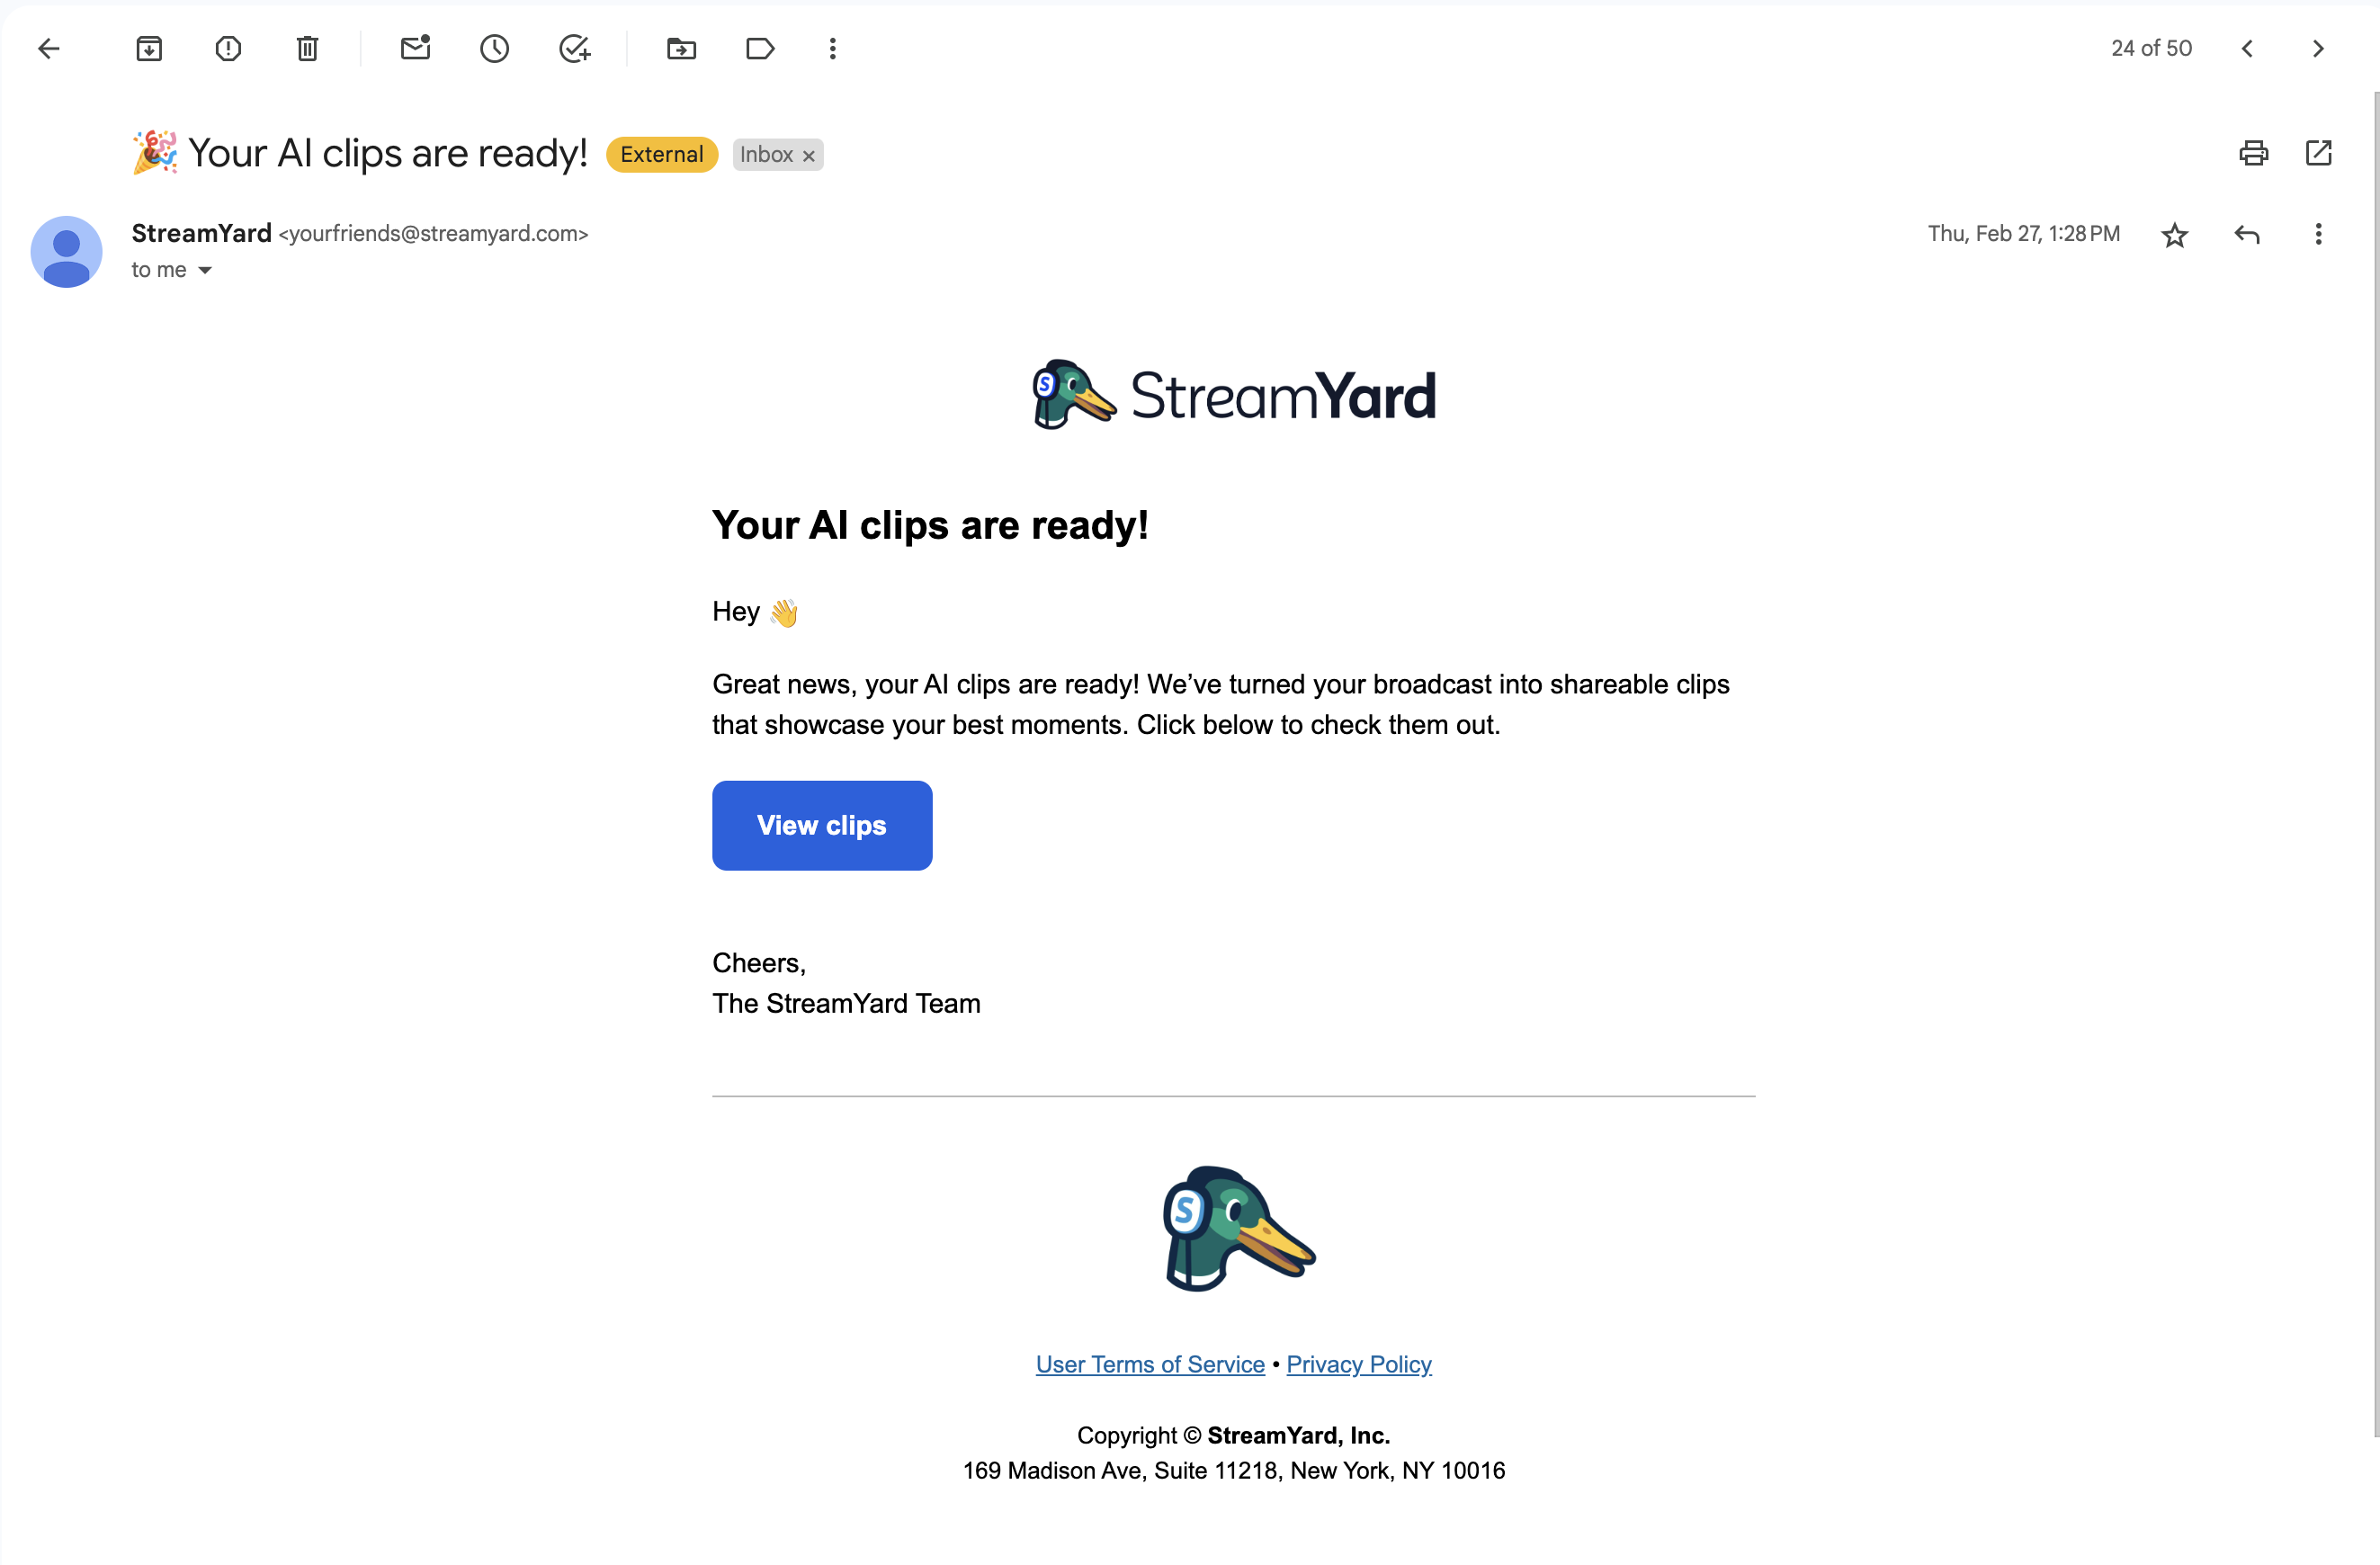 24 of 50
🎉 Your AI clips are ready! External Inbox ×
StreamYard <yourfriends@streamyard.com> Thu, Feb 27, 1:28 PM
to me
S StreamYard
Your AI clips are ready!
Hey 👋
Great news, your AI clips are ready! We’ve turned your broadcast into shareable clips
that showcase your best moments. Click below to check them out.
View clips
Cheers,
The StreamYard Team
S
User Terms of Service • Privacy Policy
Copyright © StreamYard, Inc.
169 Madison Ave, Suite 11218, New York, NY 10016